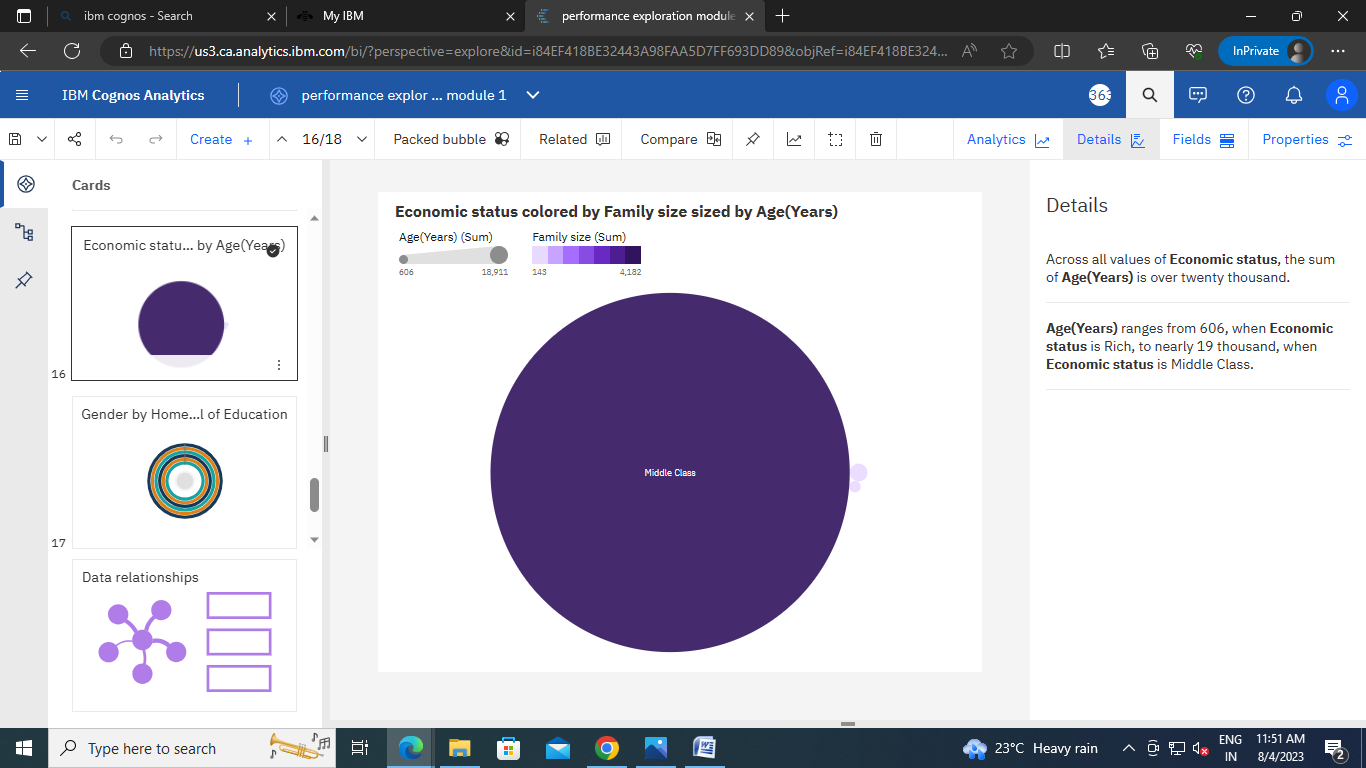 ibm cognos - Search
My IBM
performance exploration module
https://us3.ca.analytics.ibm.com/bi/?perspective=explore&id=i84EF418BE32443A98FAA5D7FF693DD89&objRef=i84EF418BE324...
InPrivate
IBM Cognos Analytics
performance explor ... module 1
363
Create +
16/18
Packed bubble
Related
Compare
Analytics
Details
Fields
Properties
Cards
Economic statu... by Age(Years)
16
Gender by Home...l of Education
17
Data relationships
Economic status colored by Family size sized by Age(Years)
Age(Years) (Sum)
606
18,911
Family size (Sum)
143
4,182
Middle Class
Details
Across all values of Economic status, the sum
of Age(Years) is over twenty thousand.
Age(Years) ranges from 606, when Economic
status is Rich, to nearly 19 thousand, when
Economic status is Middle Class.
Type here to search
23°C Heavy rain
ENG
IN
11:51 AM
8/4/2023
2